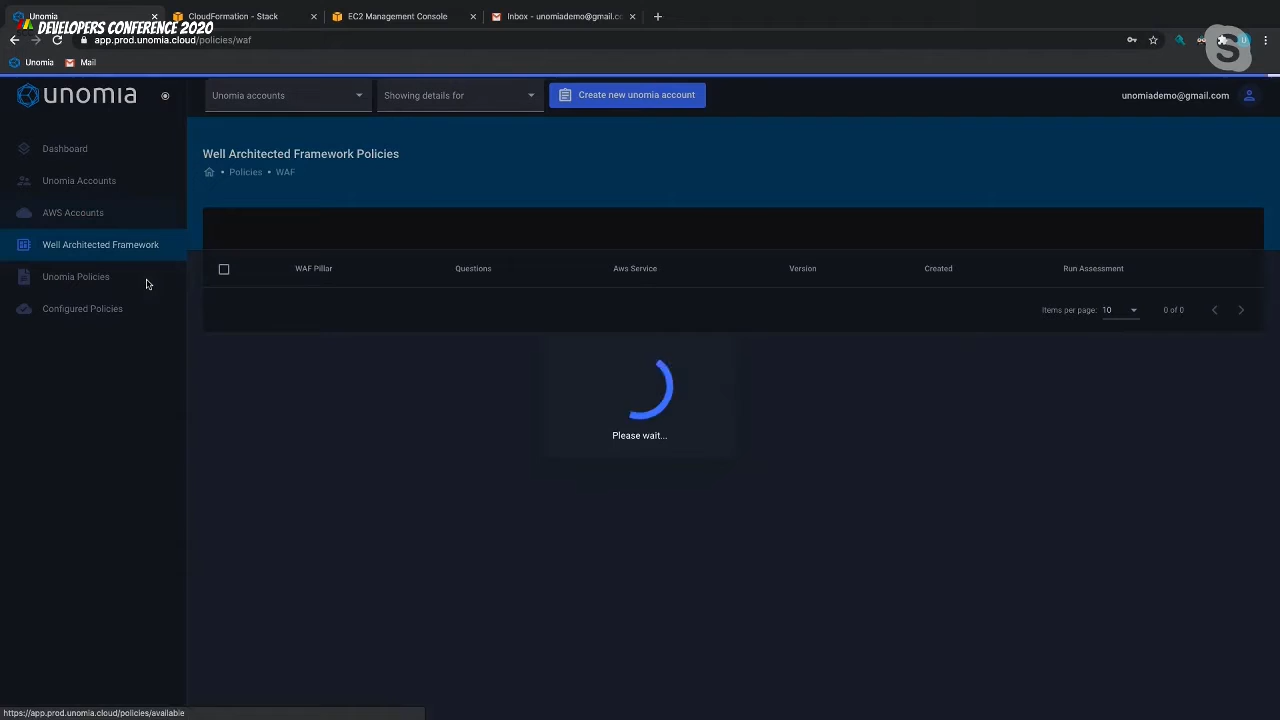 Unomia
CloudFormation - Stack
EC2 Management Console
Inbox - unomiademo@gmail.cc
DEVELOPERS CONFERENCE 2020
app.prod.unomia.cloud/policies/waf
Unomia
Mail
unomia
Unomia accounts
Showing details for
Create new unomia account
unomiademo@gmail.com
Dashboard
Unomia Accounts
AWS Accounts
Well Architected Framework
Unomia Policies
Configured Policies
Well Architected Framework Policies
• Policies • WAF
WAF Pillar
Questions
Aws Service
Version
Created
Run Assessment
Items per page: 10
0 of 0
Please wait...
https://app.prod.unomia.cloud/policies/available